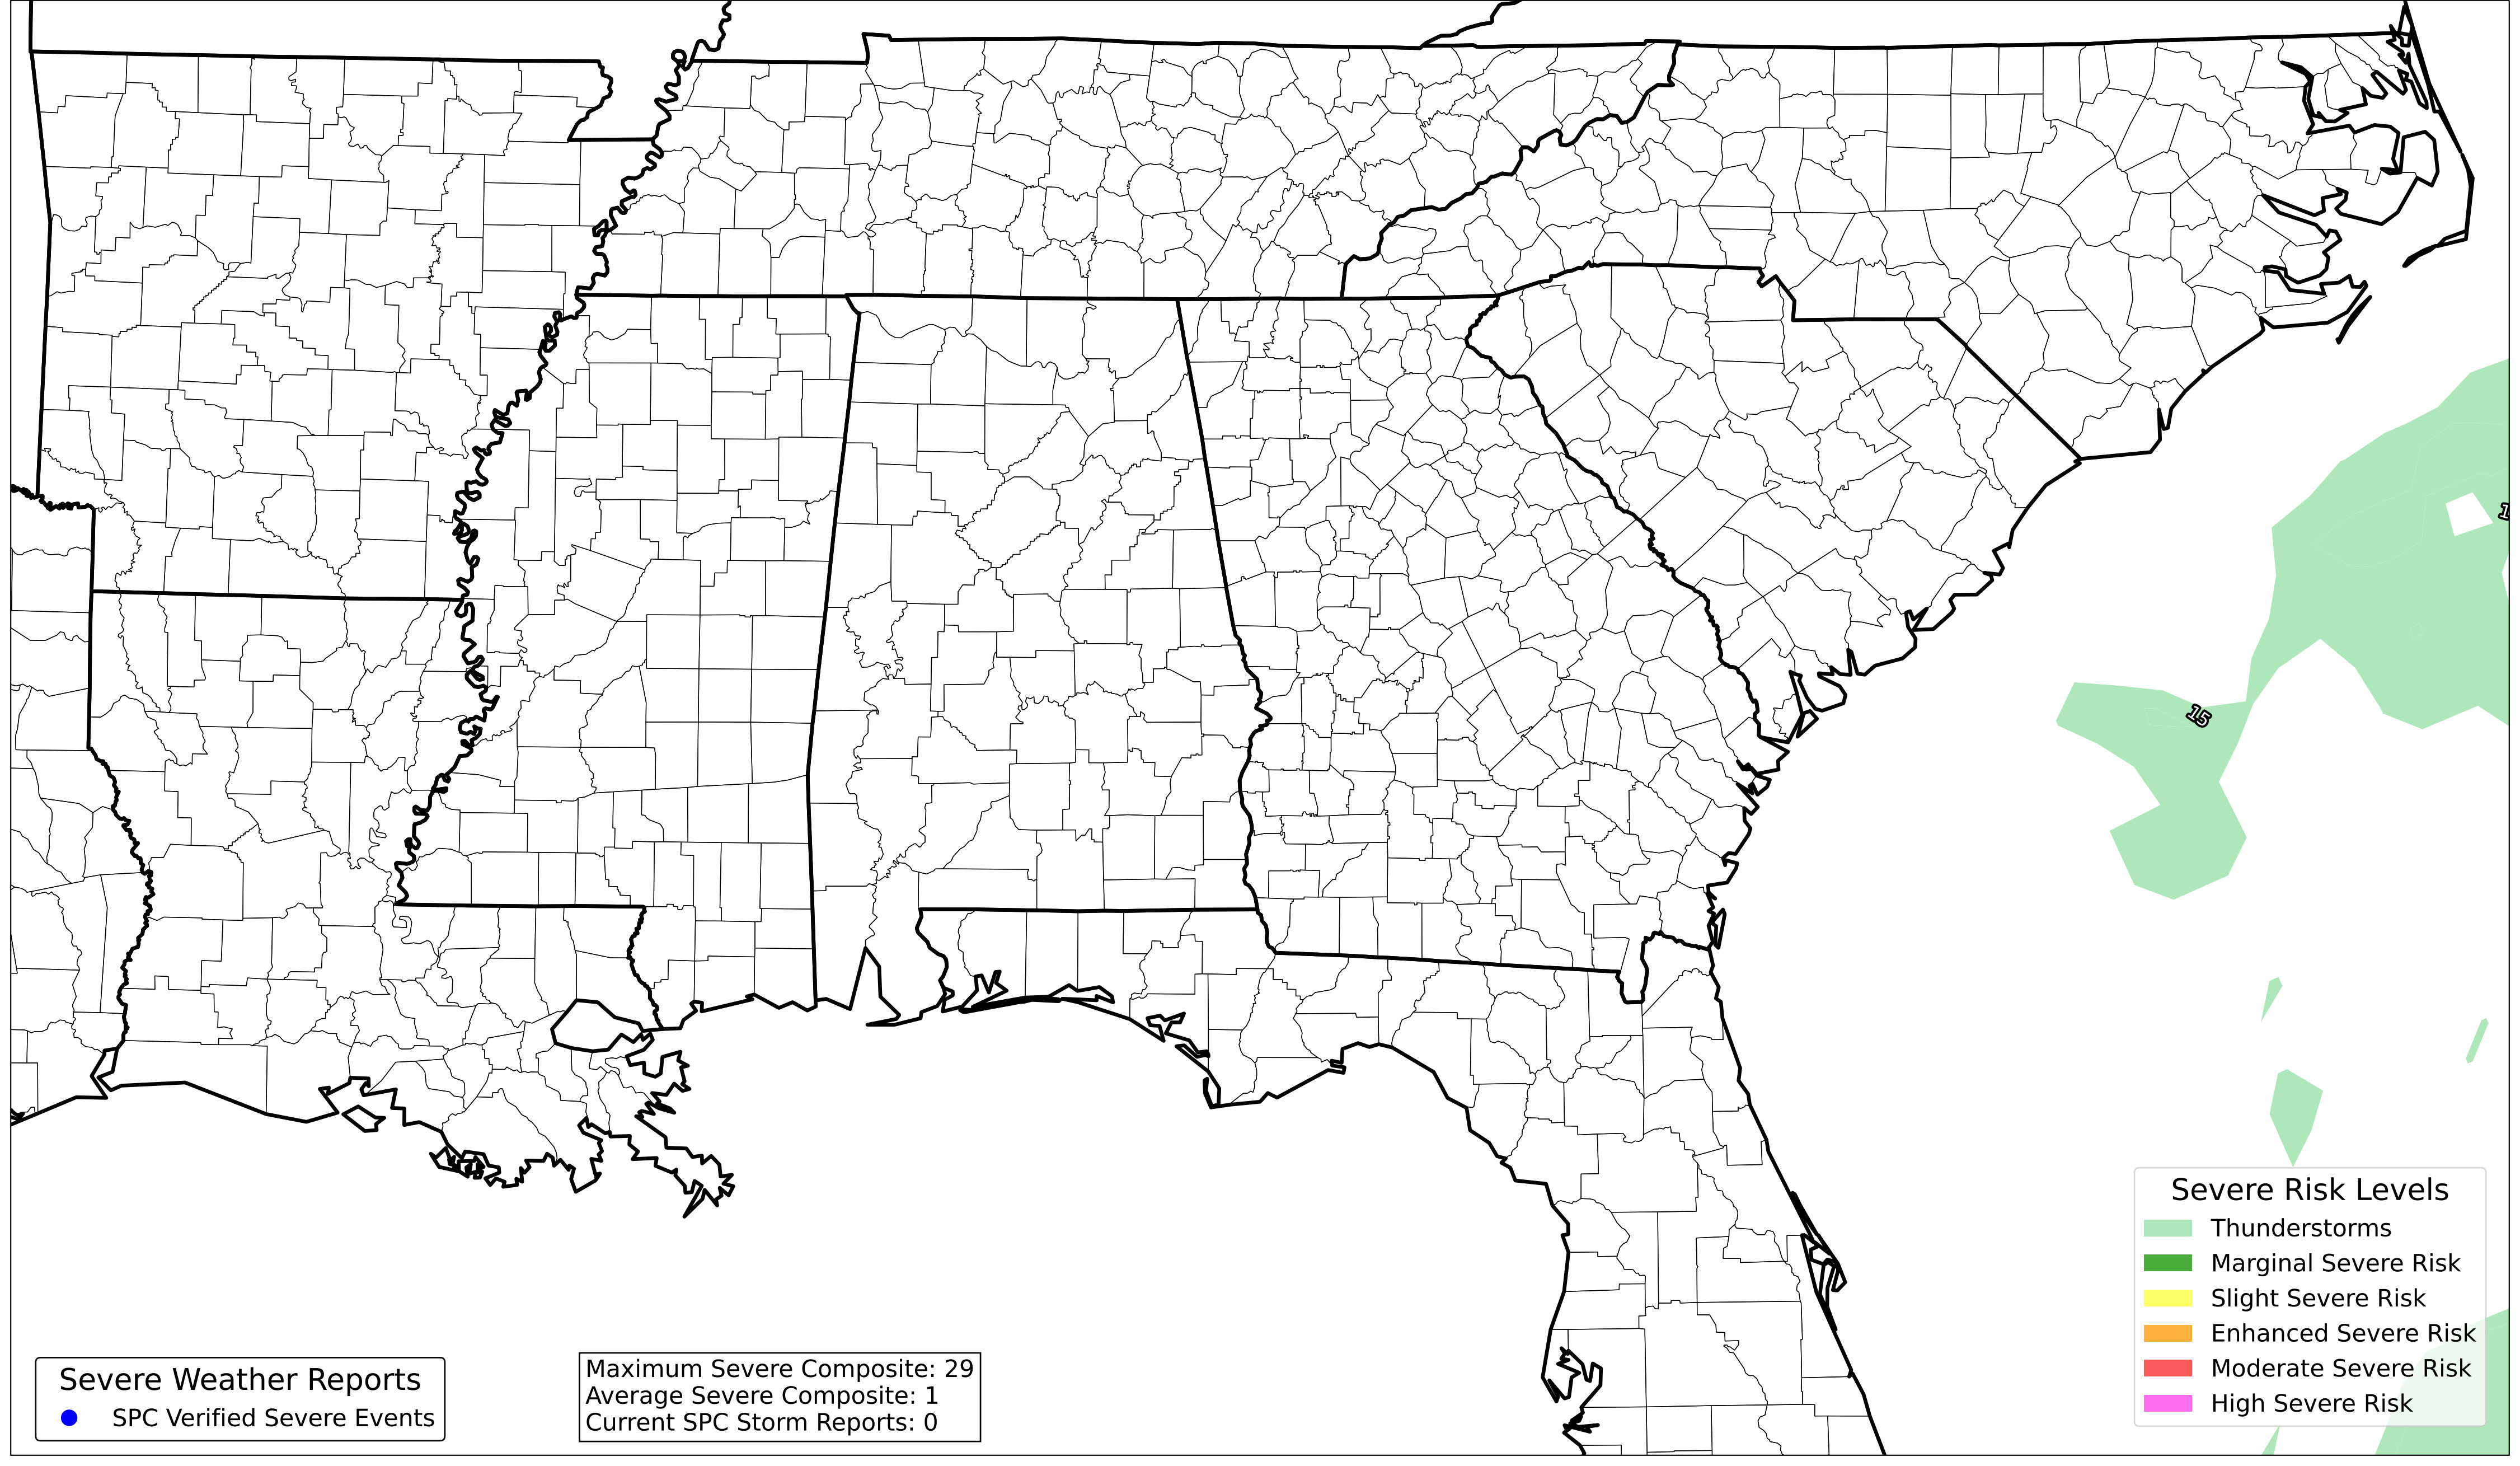 15
Severe Risk Levels
Thunderstorms
Marginal Severe Risk
Slight Severe Risk
Enhanced Severe Risk
Moderate Severe Risk
High Severe Risk
Severe Weather Reports
SPC Verified Severe Events
Maximum Severe Composite: 29
Average Severe Composite: 1
Current SPC Storm Reports: 0